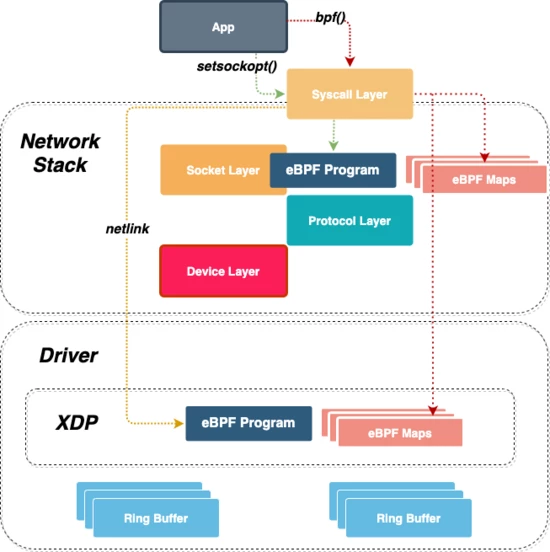 App
bpf()
setsockopt()
Syscall Layer
Network
Stack
Socket Layer
eBPF Program
eBPF Maps
Protocol Layer
netlink
Device Layer
Driver
XDP
eBPF Program
eBPF Maps
Ring Buffer
Ring Buffer